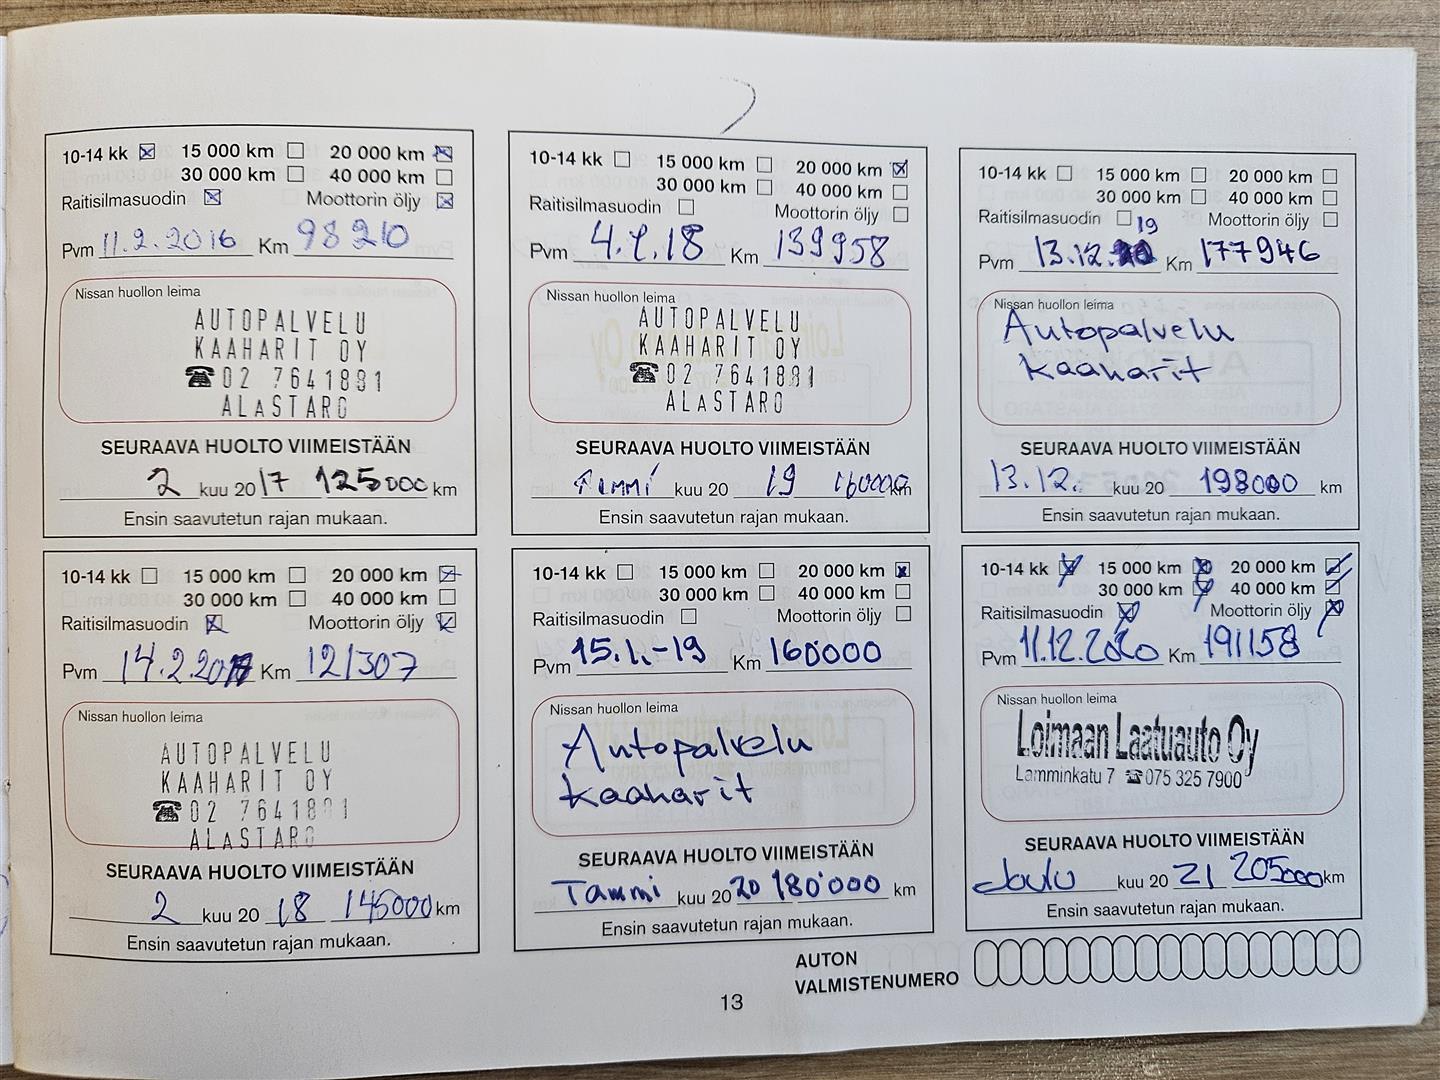 10-14 kk 15 000 km 20 000 km
30 000 km 40 000 km
Raitisilmasuodin Moottorin öljy
Pvm 11.2.2016 Km 98210
Nissan huollon leima
AUTOPALVELU
KAAHARIT OY
☎02 7641881
ALaSTARO
SEURAAVA HUOLTO VIIMEISTÄÄN
2 kuu 2017 125000 km
Ensin saavutetun rajan mukaan.
10-14 kk 15 000 km 20 000 km
30 000 km 40 000 km
Raitisilmasuodin Moottorin öljy
Pvm 14.2.2017 Km 121307
Nissan huollon leima
AUTOPALVELU
KAAHARIT OY
☎02 7641881
ALaSTARO
SEURAAVA HUOLTO VIIMEISTÄÄN
2 kuu 2018 145000 km
Ensin saavutetun rajan mukaan.
10-14 kk 15 000 km 20 000 km
30 000 km 40 000 km
Raitisilmasuodin Moottorin öljy
Pvm Km 139958
Nissan huollon leima
AUTOPALVELU
KAAHARIT OY
☎02 7641881
ALaSTARO
SEURAAVA HUOLTO VIIMEISTÄÄN
kuu 20 19 160000 km
Ensin saavutetun rajan mukaan.
10-14 kk 15 000 km 20 000 km
30 000 km 40 000 km
Raitisilmasuodin Moottorin öljy
Pvm 15.1.-19 Km 160000
Nissan huollon leima
Autopalvelu
Kaaharit
SEURAAVA HUOLTO VIIMEISTÄÄN
Tammi kuu 20 20 180'000 km
Ensin saavutetun rajan mukaan.
10-14 kk 15 000 km 20 000 km
30 000 km 40 000 km
Raitisilmasuodin Moottorin öljy
19
Pvm 13.12. Km 177946
Nissan huollon leima
Autopalvelu
Kaaharit
SEURAAVA HUOLTO VIIMEISTÄÄN
13.12. kuu 20 198000 km
Ensin saavutetun rajan mukaan.
10-14 kk 15 000 km 20 000 km
30 000 km 40 000 km
Raitisilmasuodin Moottorin öljy
Pvm 11.12.2020 Km 191158
Nissan huollon leima
Loimaan Laatuauto Oy
Lamminkatu 7 ☎075 325 7900
SEURAAVA HUOLTO VIIMEISTÄÄN
Joulu kuu 20 21 205000 km
Ensin saavutetun rajan mukaan.
AUTON
VALMISTENUMERO
13